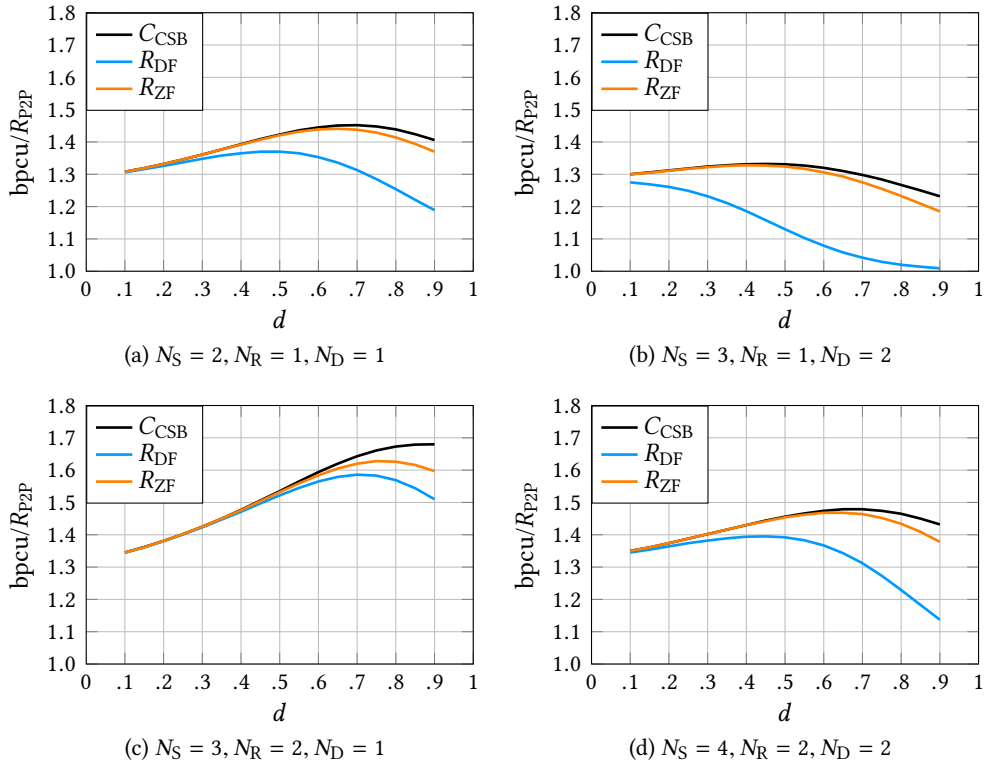 1.8
1.7
1.6
1.5
1.4
1.3
1.2
1.1
1.0
bpcu/R_P2P
C_CSB
R_DF
R_ZF
0 .1 .2 .3 .4 .5 .6 .7 .8 .9 1
d
(a) N_S = 2, N_R = 1, N_D = 1
1.8
1.7
1.6
1.5
1.4
1.3
1.2
1.1
1.0
bpcu/R_P2P
C_CSB
R_DF
R_ZF
0 .1 .2 .3 .4 .5 .6 .7 .8 .9 1
d
(b) N_S = 3, N_R = 1, N_D = 2
1.8
1.7
1.6
1.5
1.4
1.3
1.2
1.1
1.0
bpcu/R_P2P
C_CSB
R_DF
R_ZF
0 .1 .2 .3 .4 .5 .6 .7 .8 .9 1
d
(c) N_S = 3, N_R = 2, N_D = 1
1.8
1.7
1.6
1.5
1.4
1.3
1.2
1.1
1.0
bpcu/R_P2P
C_CSB
R_DF
R_ZF
0 .1 .2 .3 .4 .5 .6 .7 .8 .9 1
d
(d) N_S = 4, N_R = 2, N_D = 2